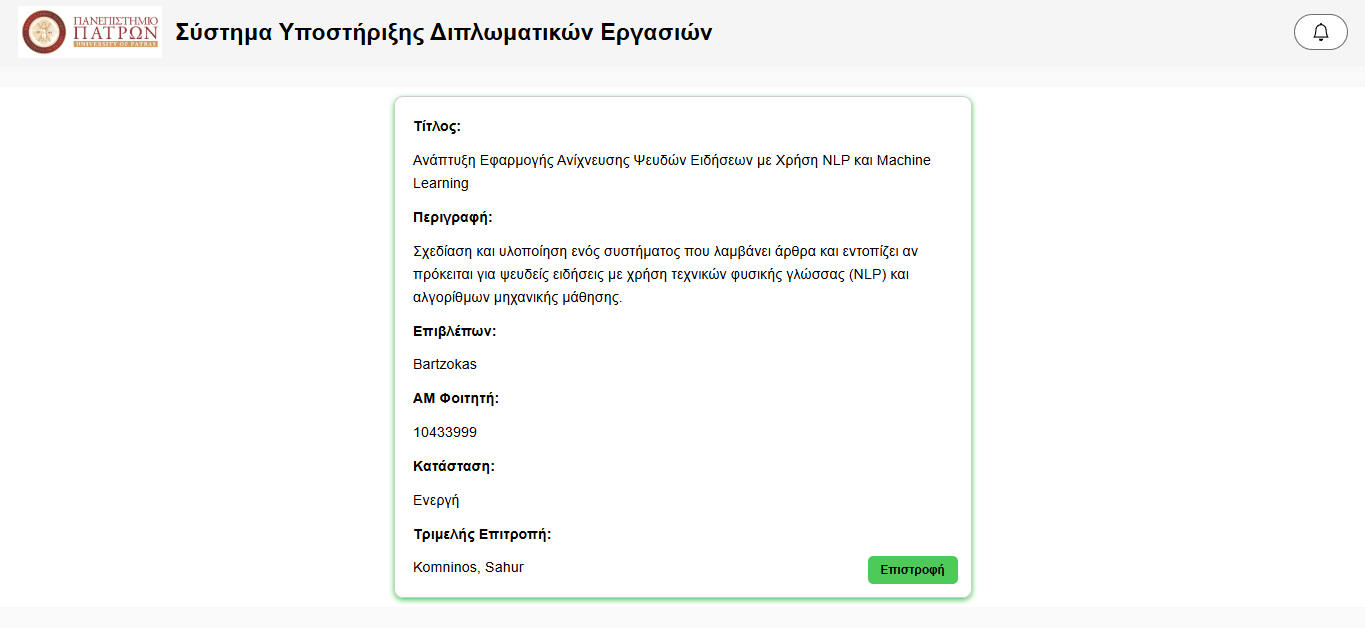 ΠΑΝΕΠΙΣΤΗΜΙΟ
ΠΑΤΡΩΝ
UNIVERSITY OF PATRAS
Σύστημα Υποστήριξης Διπλωματικών Εργασιών
Τίτλος:
Ανάπτυξη Εφαρμογής Ανίχνευσης Ψευδών Ειδήσεων με Χρήση NLP και Machine
Learning
Περιγραφή:
Σχεδίαση και υλοποίηση ενός συστήματος που λαμβάνει άρθρα και εντοπίζει αν
πρόκειται για ψευδείς ειδήσεις με χρήση τεχνικών φυσικής γλώσσας (NLP) και
αλγορίθμων μηχανικής μάθησης.
Επιβλέπων:
Bartzokas
ΑΜ Φοιτητή:
10433999
Κατάσταση:
Ενεργή
Τριμελής Επιτροπή:
Komninos, Sahur
Επιστροφή